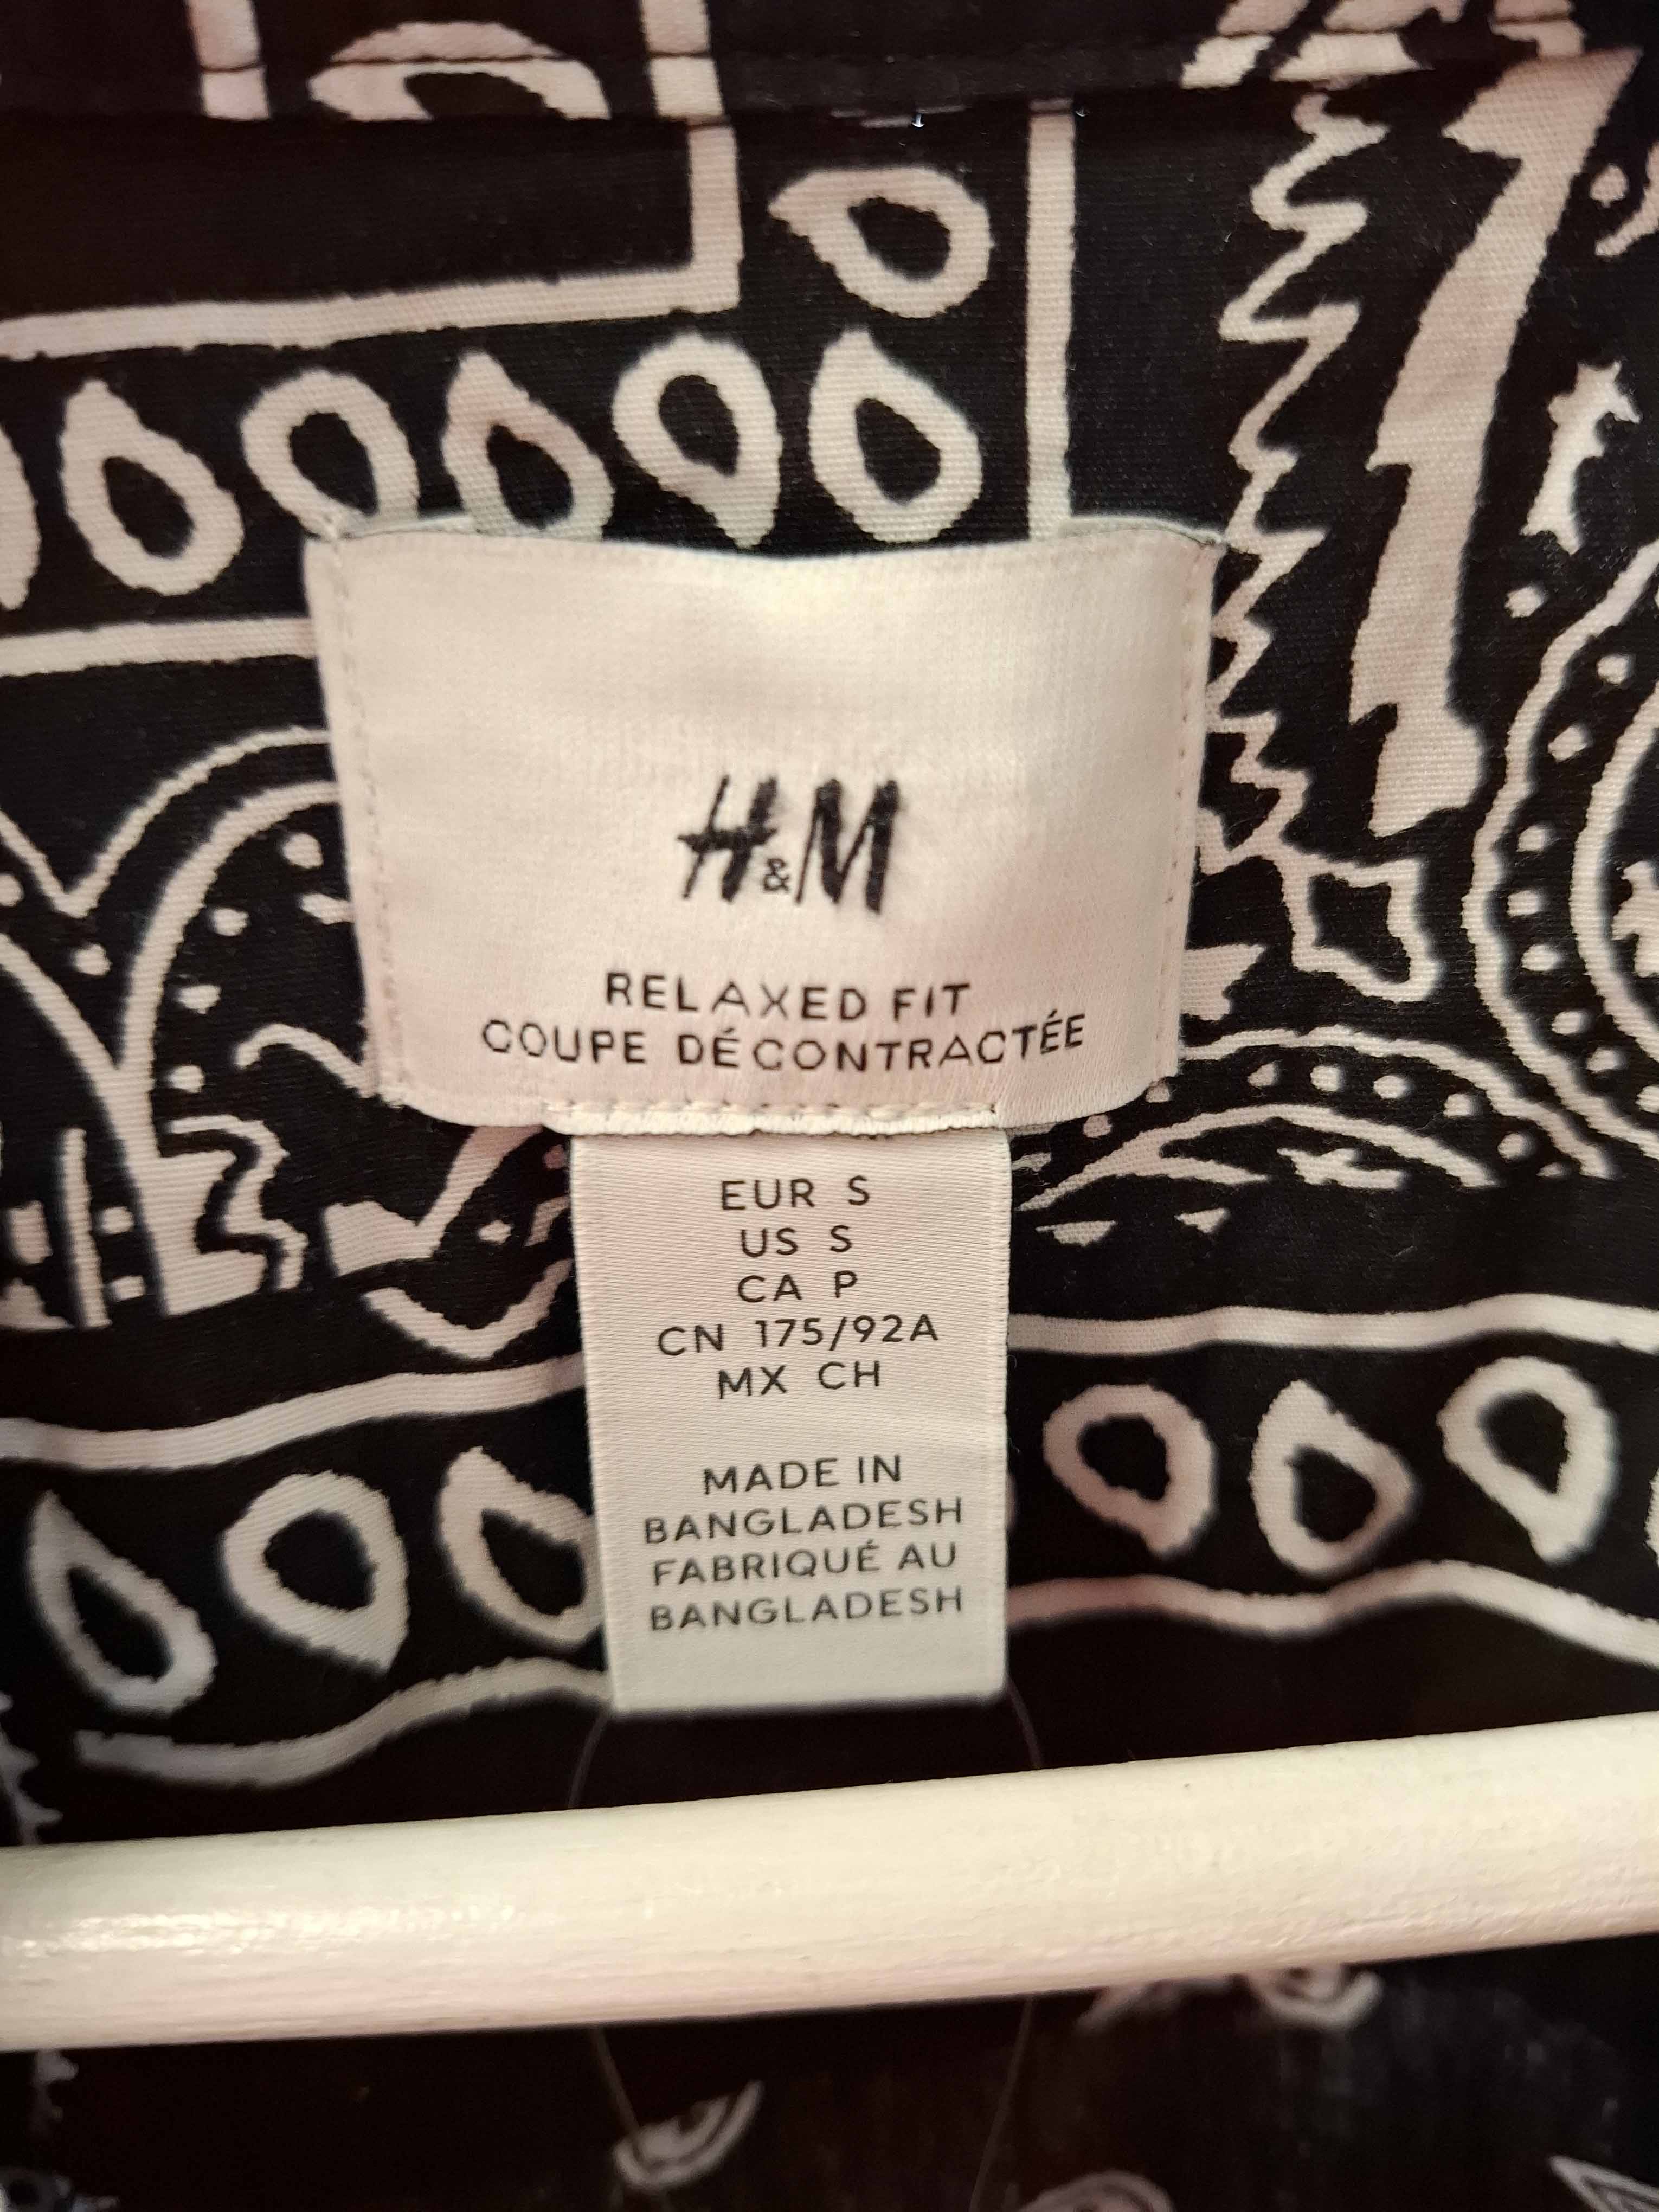 H&M
RELAXED FIT
COUPE DÉCONTRACTÉE
EUR S
US S
CA P
CN 175/92A
MX CH
MADE IN
BANGLADESH
FABRIQUÉ AU
BANGLADESH